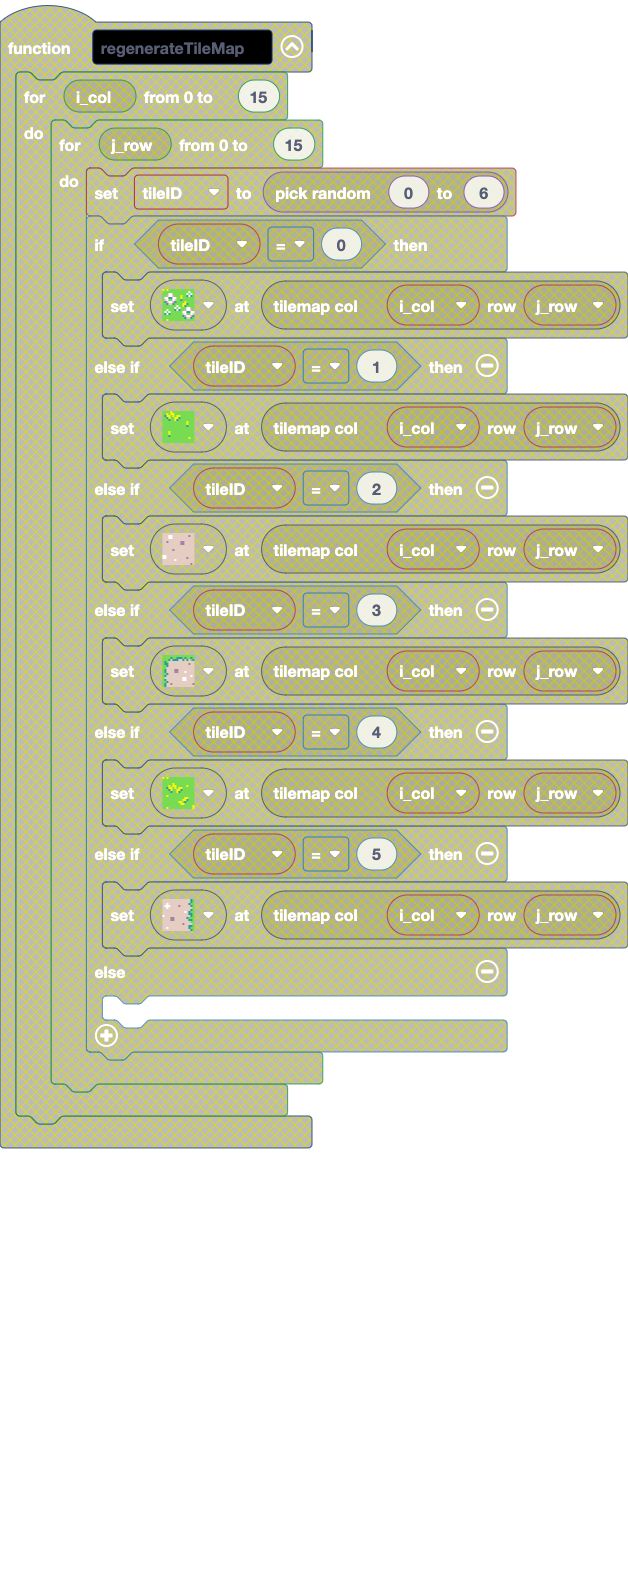 function regenerateTileMap
for i_col from 0 to 15
do
for j_row from 0 to 15
do
set tileID to pick random 0 to 6
if tileID = 0 then
set at tilemap col i_col row j_row
else if tileID = 1 then
set at tilemap col i_col row j_row
else if tileID = 2 then
set at tilemap col i_col row j_row
else if tileID = 3 then
set at tilemap col i_col row j_row
else if tileID = 4 then
set at tilemap col i_col row j_row
else if tileID = 5 then
set at tilemap col i_col row j_row
else